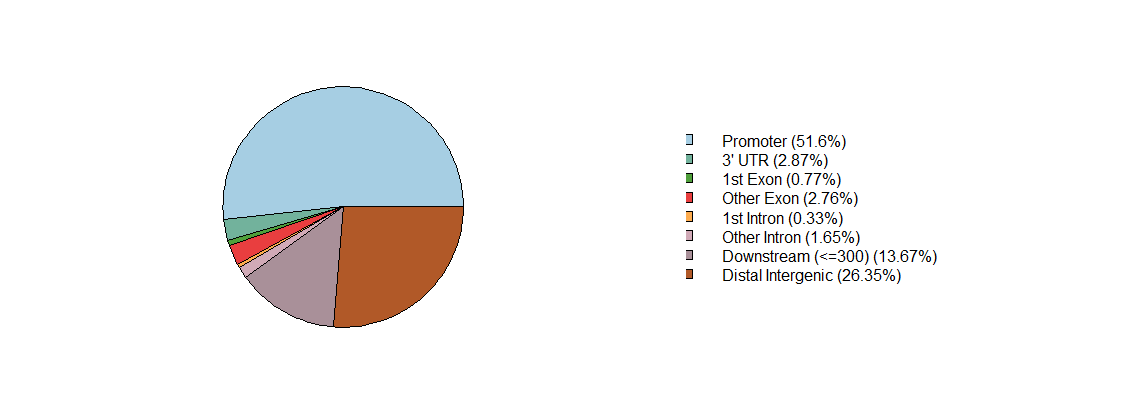 Promoter (51.6%)
3' UTR (2.87%)
1st Exon (0.77%)
Other Exon (2.76%)
1st Intron (0.33%)
Other Intron (1.65%)
Downstream (<=300) (13.67%)
Distal Intergenic (26.35%)